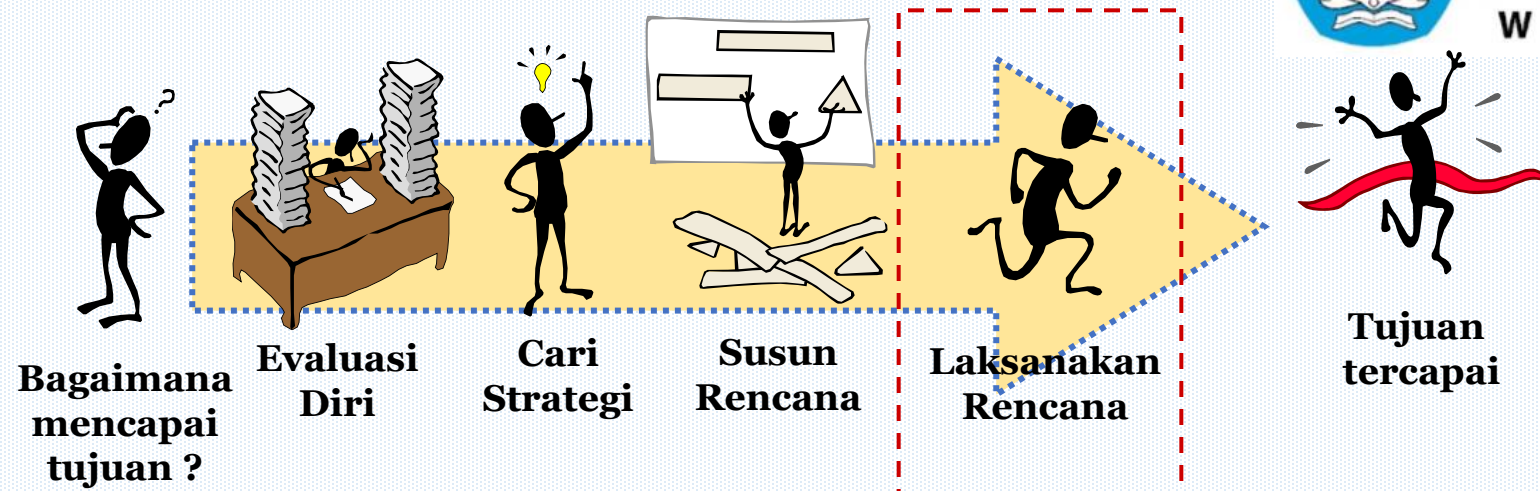 W
Bagaimana
mencapai
tujuan ?
Evaluasi
Diri
Cari
Strategi
Susun
Rencana
Laksanakan
Rencana
Tujuan
tercapai